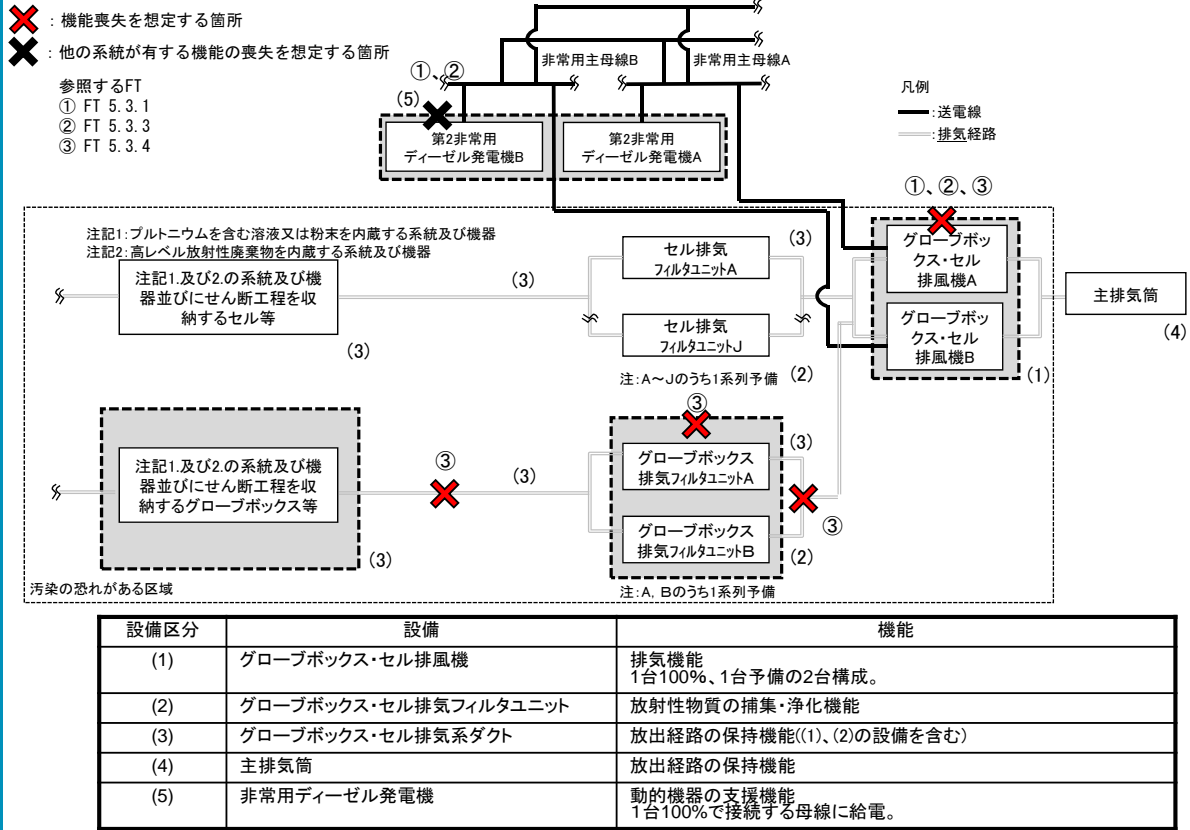 ：機能喪失を想定する箇所
：他の系統が有する機能の喪失を想定する箇所
参照するFT
① FT 5.3.1
② FT 5.3.3
③ FT 5.3.4
非常用主母線B
非常用主母線A
①、②
(5)
第2非常用
ディーゼル発電機B
第2非常用
ディーゼル発電機A
凡例
：送電線
：排気経路
①、②、③
注記1：プルトニウムを含む溶液又は粉末を内蔵する系統及び機器
注記2：高レベル放射性廃棄物を内蔵する系統及び機器
注記1.及び2.の系統及び機
器並びにせん断工程を収
納するセル等
(3)
(3)
セル排気
フィルタユニットA
(3)
セル排気
フィルタユニットJ
注：A～Jのうち1系列予備
(2)
グローブボッ
クス・セル
排風機A
グローブボッ
クス・セル
排風機B
(1)
主排気筒
(4)
注記1.及び2.の系統及び機
器並びにせん断工程を収
納するグローブボックス等
(3)
③
(3)
③
グローブボックス
排気フィルタユニットA
(3)
グローブボックス
排気フィルタユニットB
(2)
③
注：A, Bのうち1系列予備
汚染の恐れがある区域
設備区分 設備 機能
(1) グローブボックス・セル排風機 排気機能
1台100%、1台予備の2台構成。
(2) グローブボックス・セル排気フィルタユニット 放射性物質の捕集・浄化機能
(3) グローブボックス・セル排気系ダクト 放出経路の保持機能((1)、(2)の設備を含む)
(4) 主排気筒 放出経路の保持機能
(5) 非常用ディーゼル発電機 動的機器の支援機能
1台100%で接続する母線に給電。